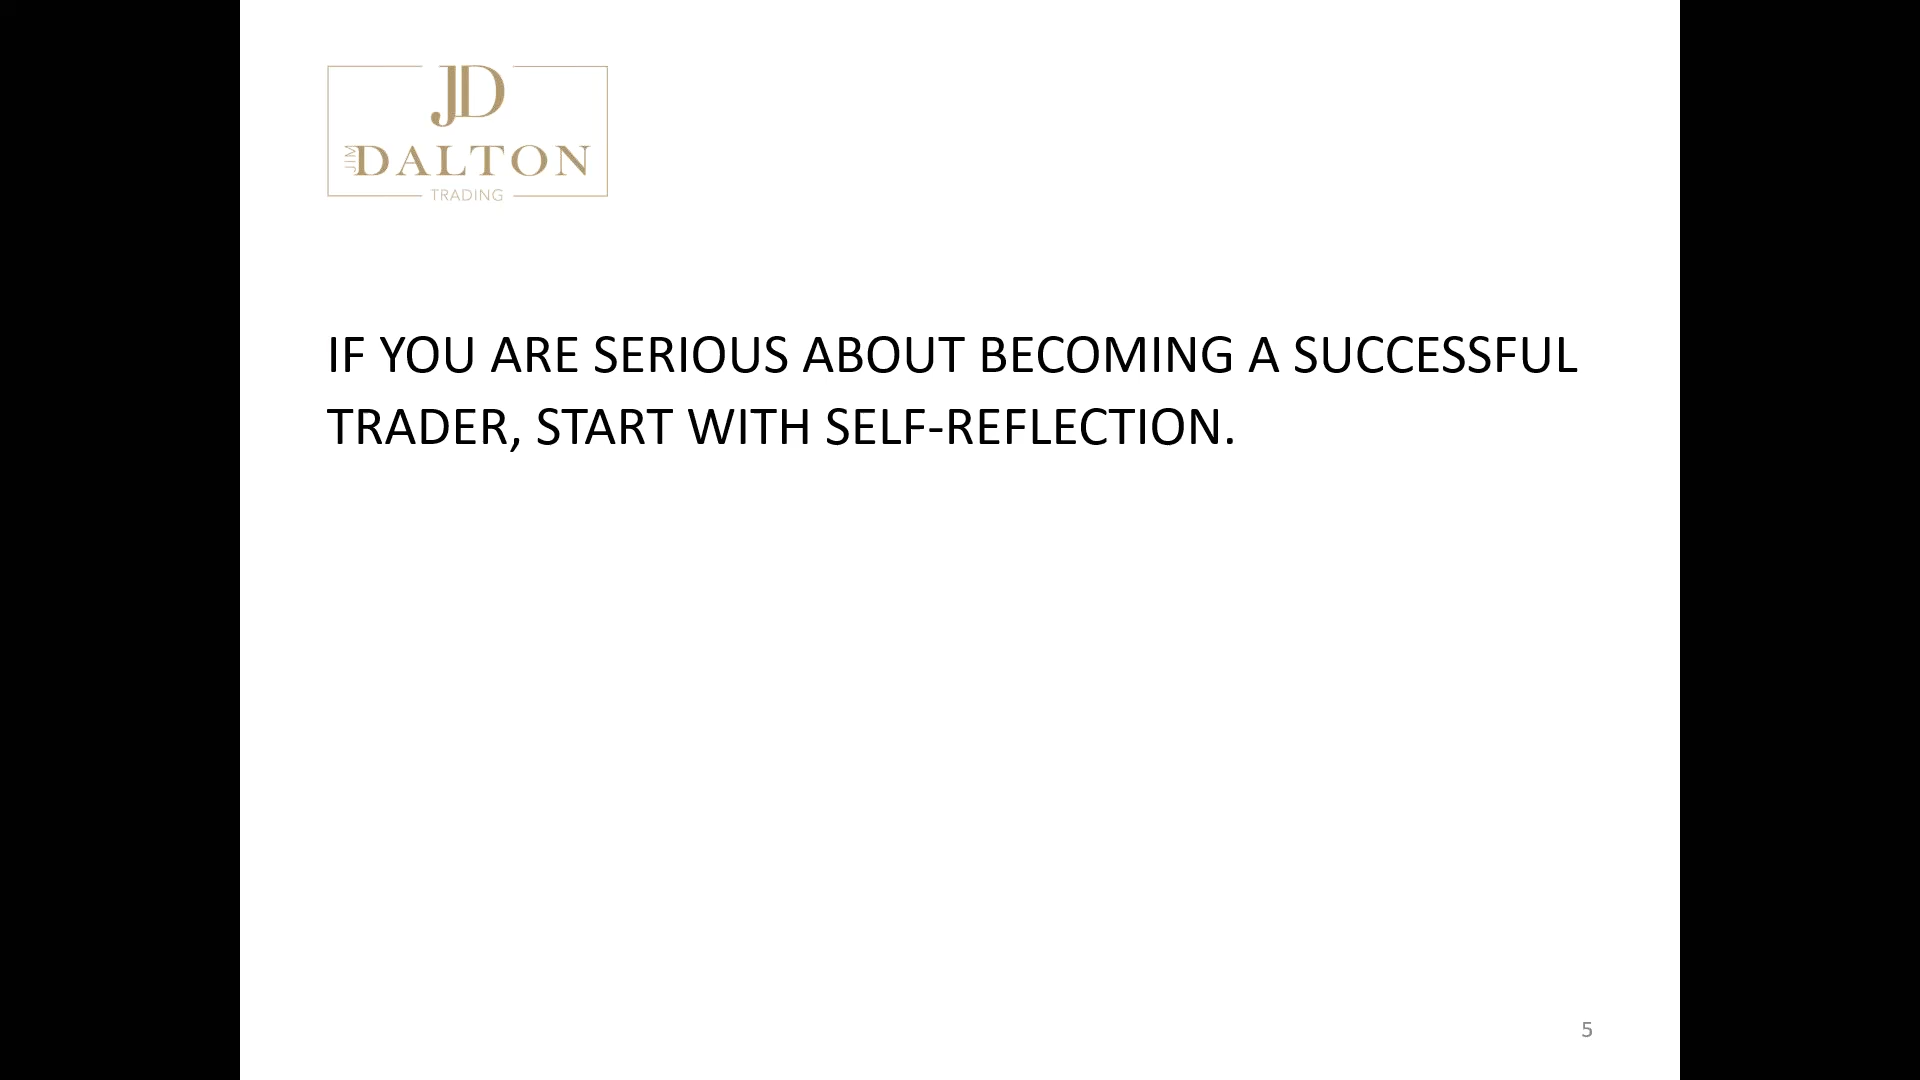 JD
JIM DALTON
TRADING
IF YOU ARE SERIOUS ABOUT BECOMING A SUCCESSFUL
TRADER, START WITH SELF-REFLECTION.
5